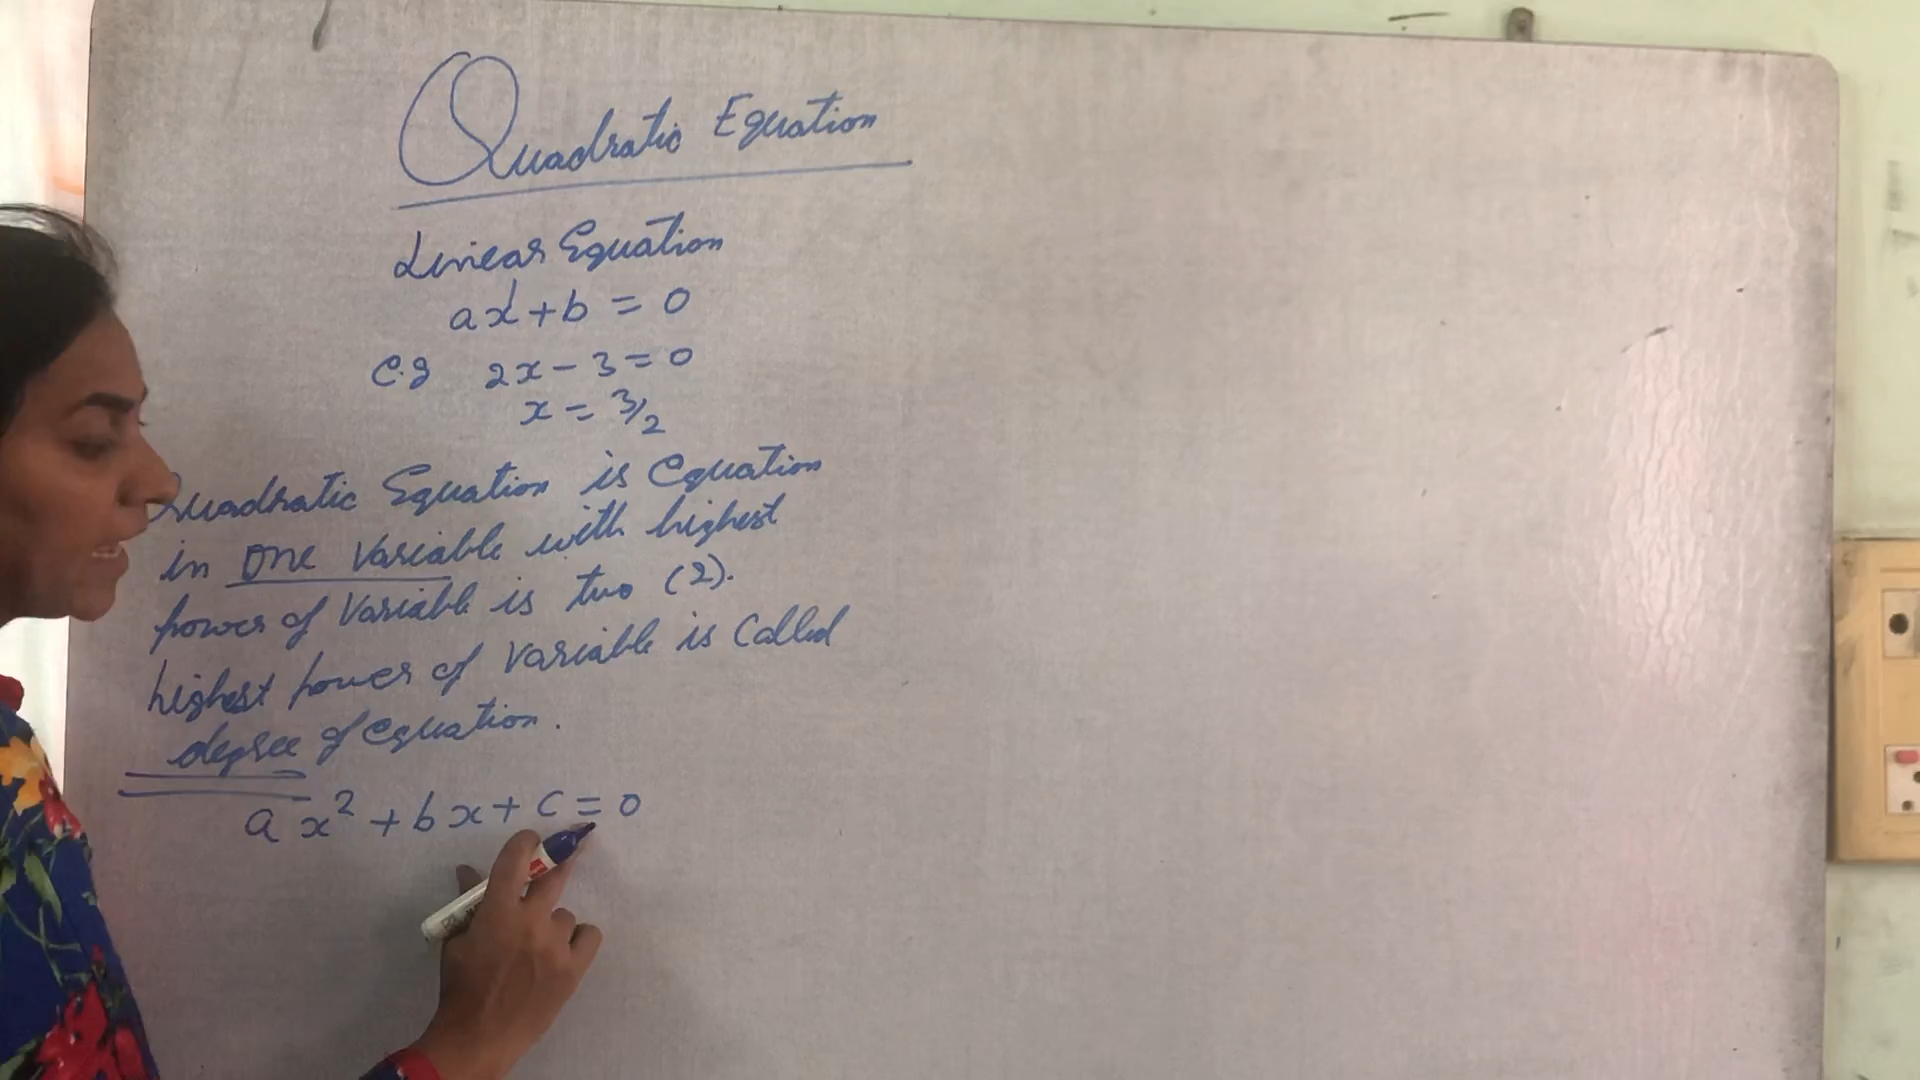 Quadratic Equation
Linear Equation
ax¹+b = 0
e.g 2x - 3 = 0
x = 3/2
Quadratic Equation is Equation
in one variable with highest
power of variable is two (2).
highest power of variable is called
degree of equation.
ax² + bx + c = 0